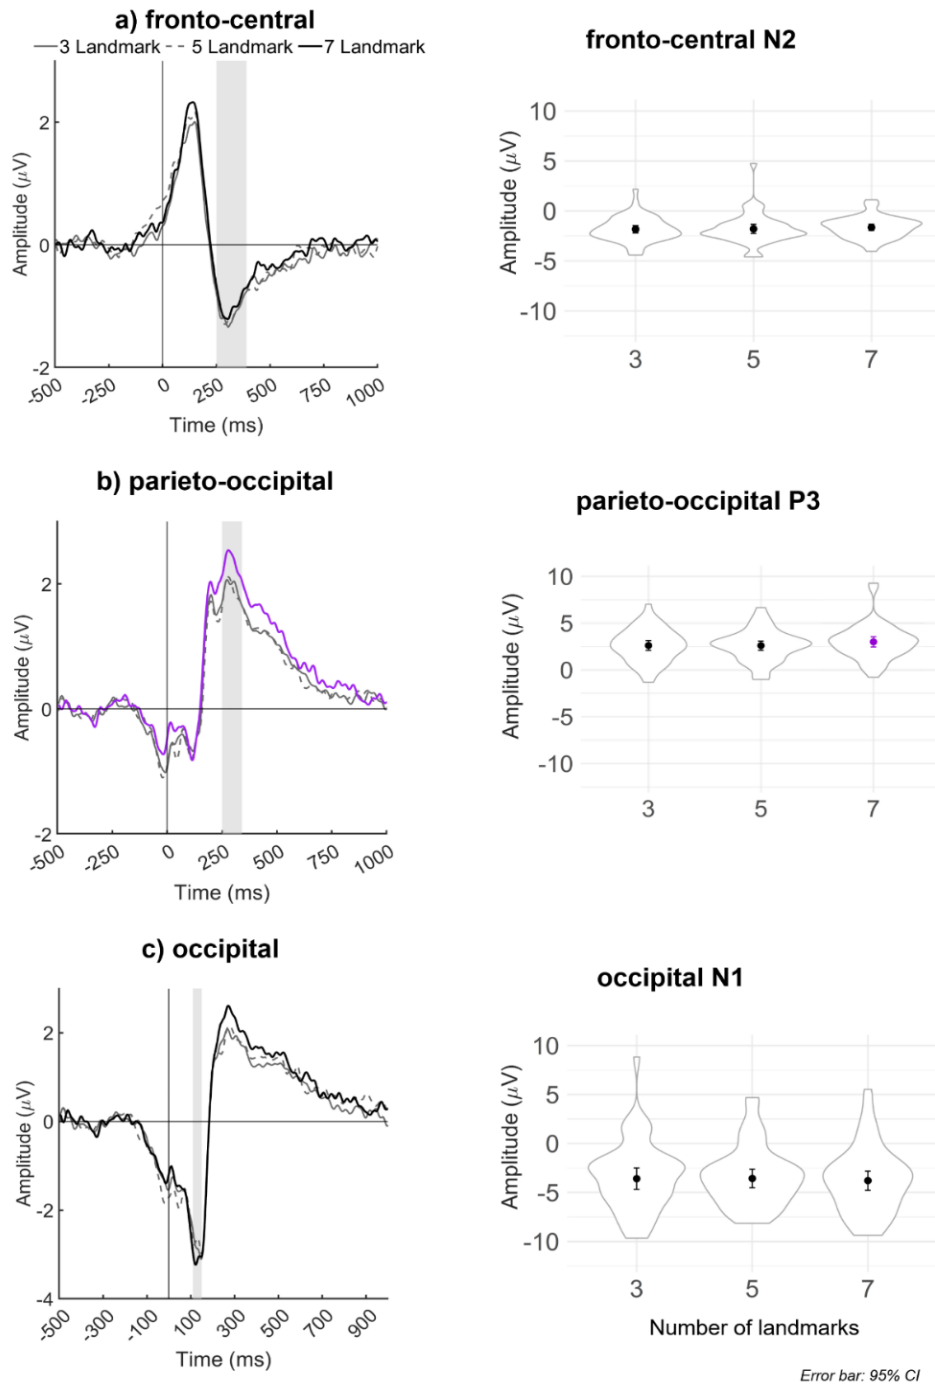 a) fronto-central
3 Landmark 5 Landmark 7 Landmark
Amplitude (μV)
2
0
-2
-500 -250 0 250 500 750 1000
Time (ms)
fronto-central N2
Amplitude (μV)
10
5
0
-5
-10
3 5 7
b) parieto-occipital
Amplitude (μV)
2
0
-2
-500 -250 0 250 500 750 1000
Time (ms)
parieto-occipital P3
Amplitude (μV)
10
5
0
-5
-10
3 5 7
c) occipital
Amplitude (μV)
2
0
-2
-4
-500 -300 -100 100 300 500 700 900
Time (ms)
occipital N1
Amplitude (μV)
10
5
0
-5
-10
3 5 7
Number of landmarks
Error bar: 95% CI